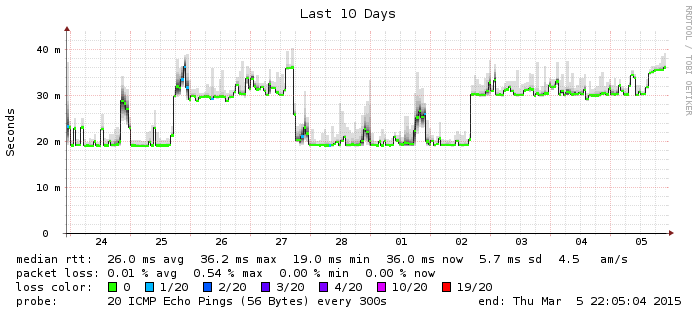 Last 10 Days
RRDTOOL / TOBI OETIKER
Seconds
40 m
30 m
20 m
10 m
0
24 25 26 27 28 01 02 03 04 05
median rtt: 26.0 ms avg 36.2 ms max 19.0 ms min 36.0 ms now 5.7 ms sd 4.5 am/s
packet loss: 0.01 % avg 0.54 % max 0.00 % min 0.00 % now
loss color: 0 1/20 2/20 3/20 4/20 10/20 19/20
probe: 20 ICMP Echo Pings (56 Bytes) every 300s end: Thu Mar 5 22:05:04 2015